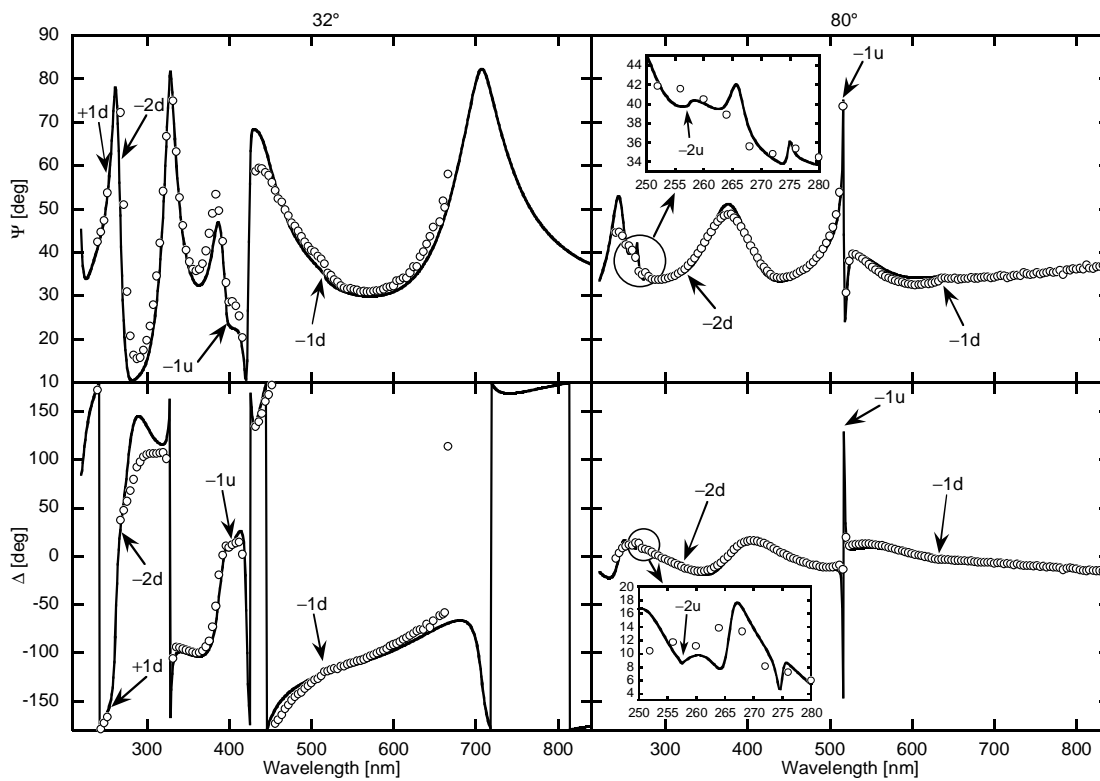 32°
80°
90
80
70
60
50
40
30
20
10
Ψ [deg]
+1d
−2d
−1u
−1d
44
42
40
38
36
34
−2u
250 255 260 265 270 275 280
−1u
−2d
−1d
150
100
50
0
-50
-100
-150
Δ [deg]
−1u
−2d
−1d
+1d
−1u
−2d
−1d
20
18
16
14
12
10
8
6
4
−2u
250 255 260 265 270 275 280
300 400 500 600 700 800
300 400 500 600 700 800
Wavelength [nm]
Wavelength [nm]